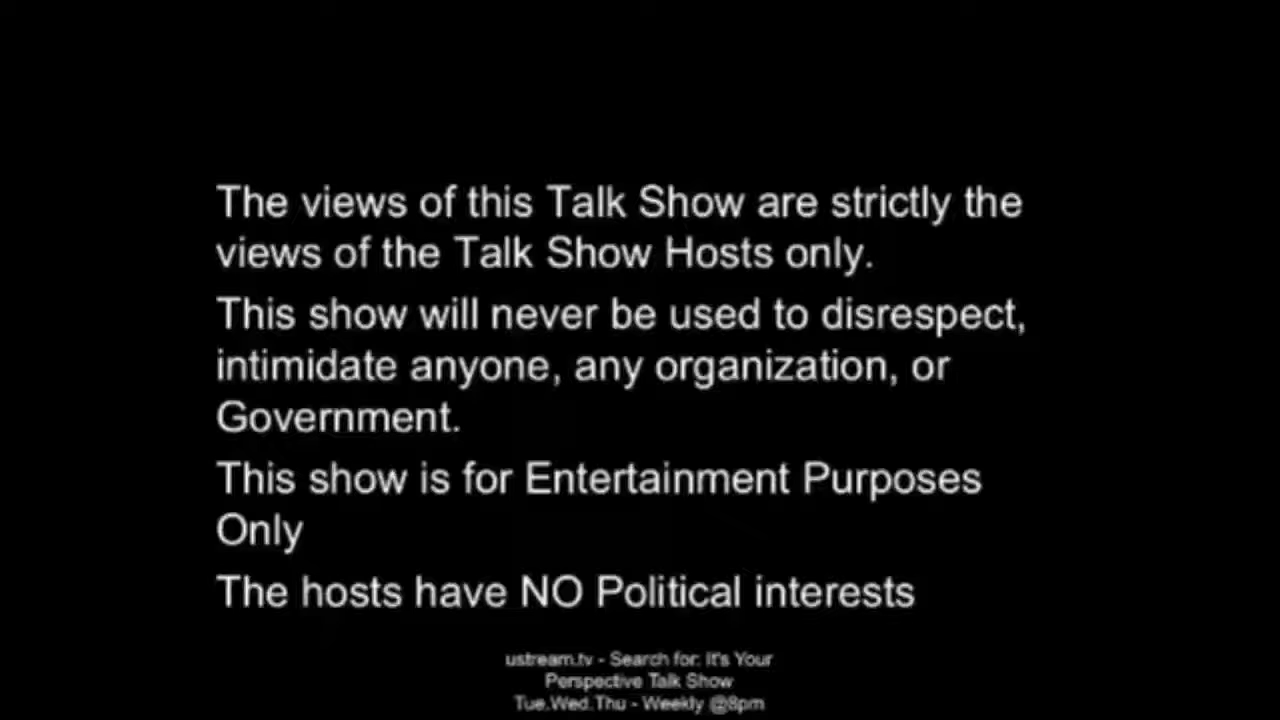 The views of this Talk Show are strictly the
views of the Talk Show Hosts only.
This show will never be used to disrespect,
intimidate anyone, any organization, or
Government.
This show is for Entertainment Purposes
Only
The hosts have NO Political interests
ustream.tv - Search for: It's Your
Perspective Talk Show
Tue.Wed.Thu - Weekly @8pm